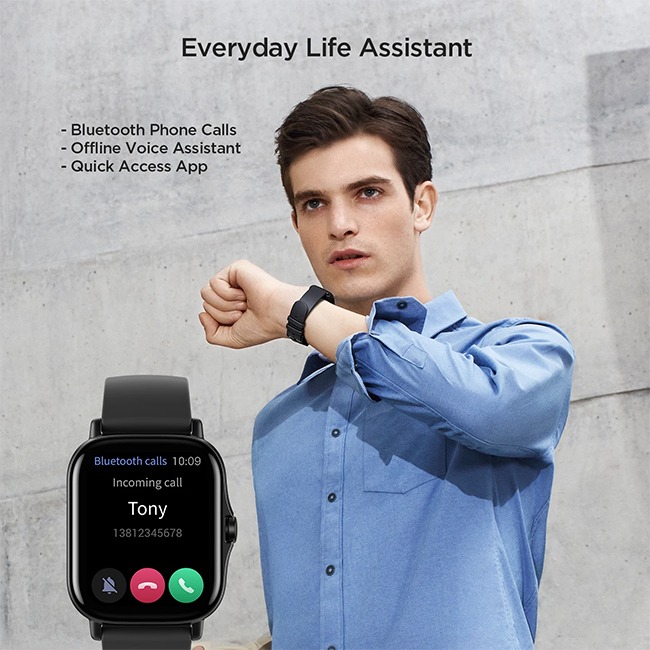 Everyday Life Assistant
- Bluetooth Phone Calls
- Offline Voice Assistant
- Quick Access App
Bluetooth calls 10:09
Incoming call
Tony
13812345678